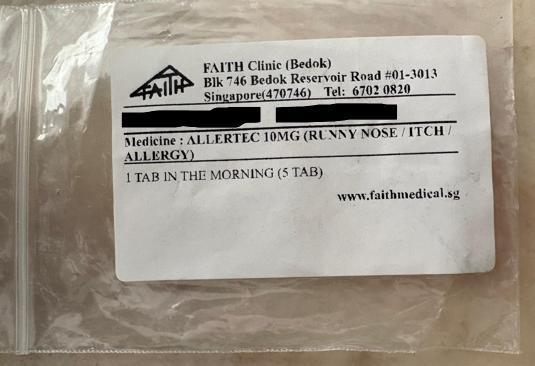 FAITH
FAITH Clinic (Bedok)
Blk 746 Bedok Reservoir Road #01-3013
Singapore(470746) Tel: 6702 0820
Medicine : ALLERTEC 10MG (RUNNY NOSE / ITCH /
ALLERGY)
1 TAB IN THE MORNING (5 TAB)
www.faithmedical.sg